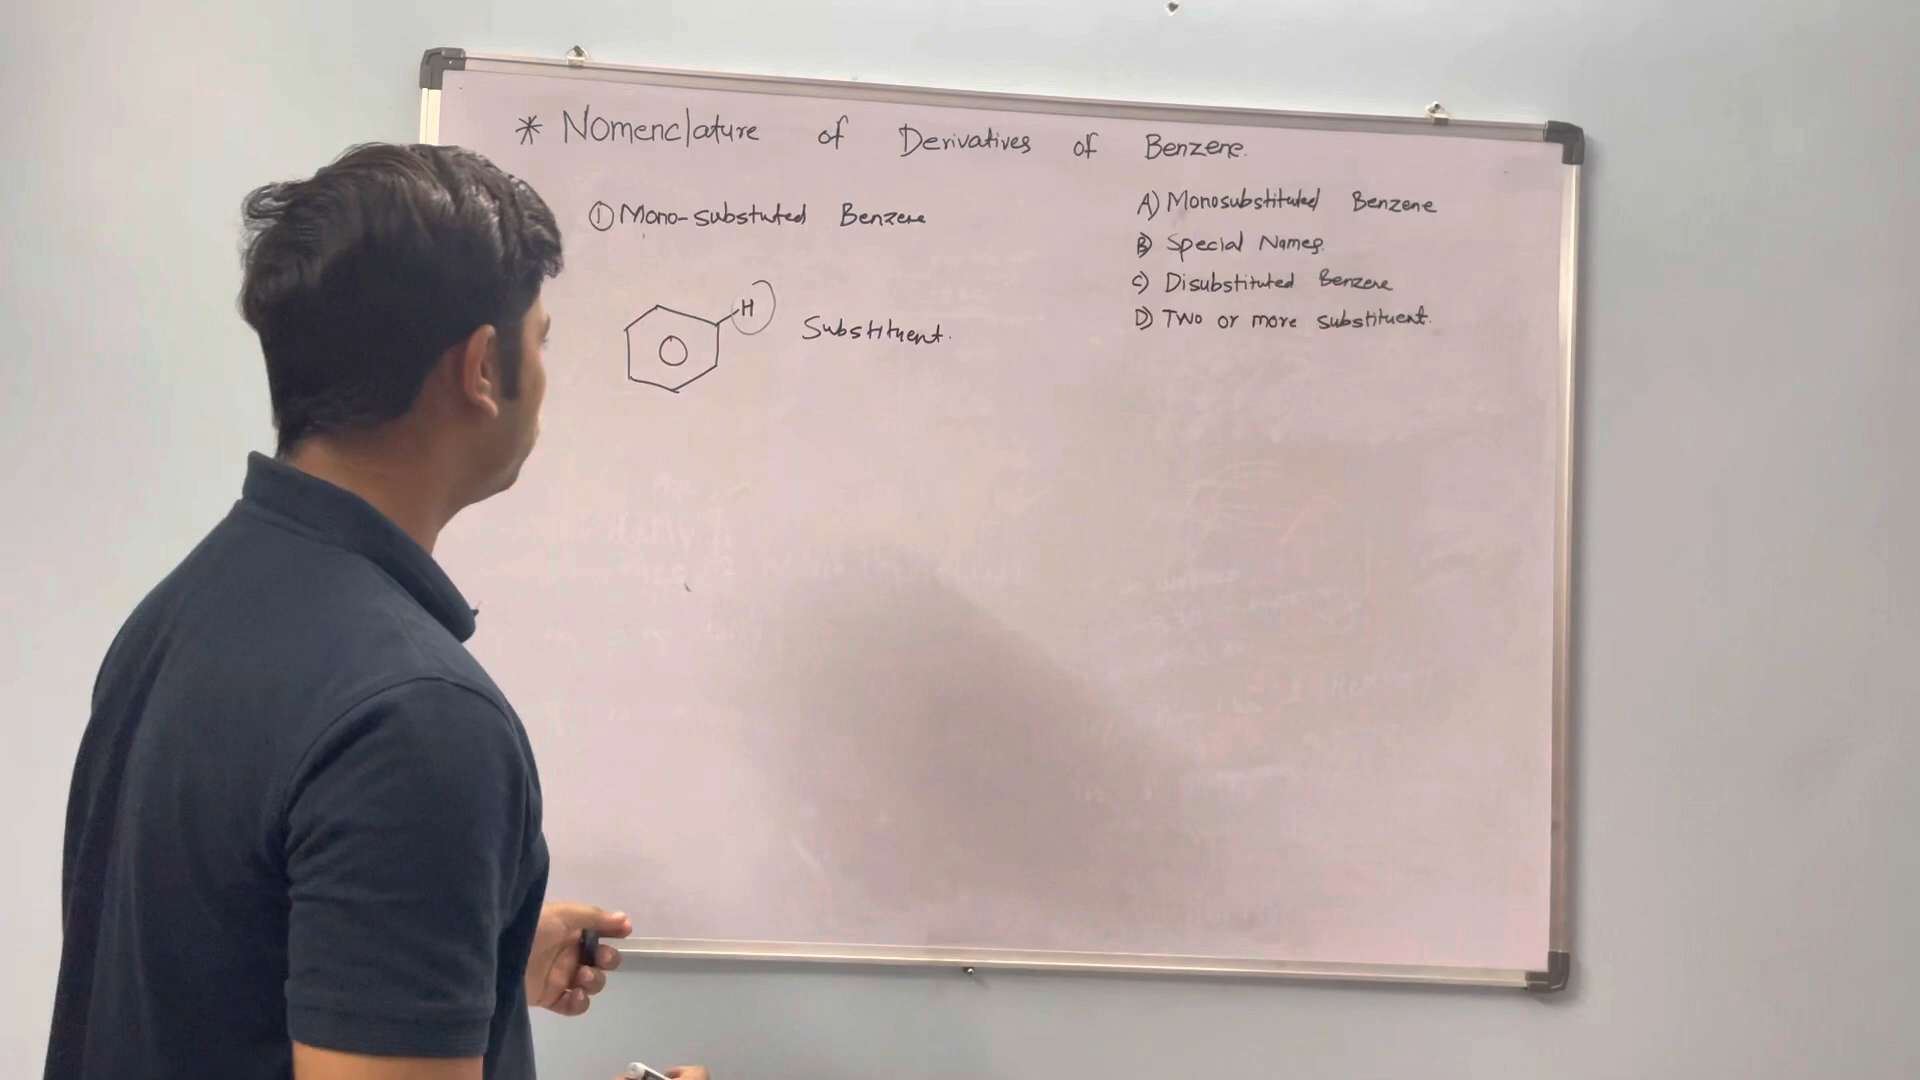 * Nomenclature of Derivatives of Benzene.
① Mono-substuted Benzene
H
Substituent.
A) Monosubstituted Benzene
B) Special Names.
C) Disubstituted Benzene
D) Two or more substituent.